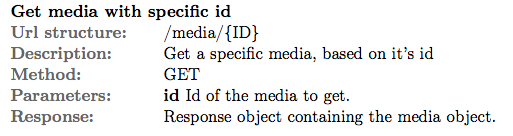 Get media with specific id
Url structure: /media/{ID}
Description: Get a specific media, based on it's id
Method: GET
Parameters: id Id of the media to get.
Response: Response object containing the media object.